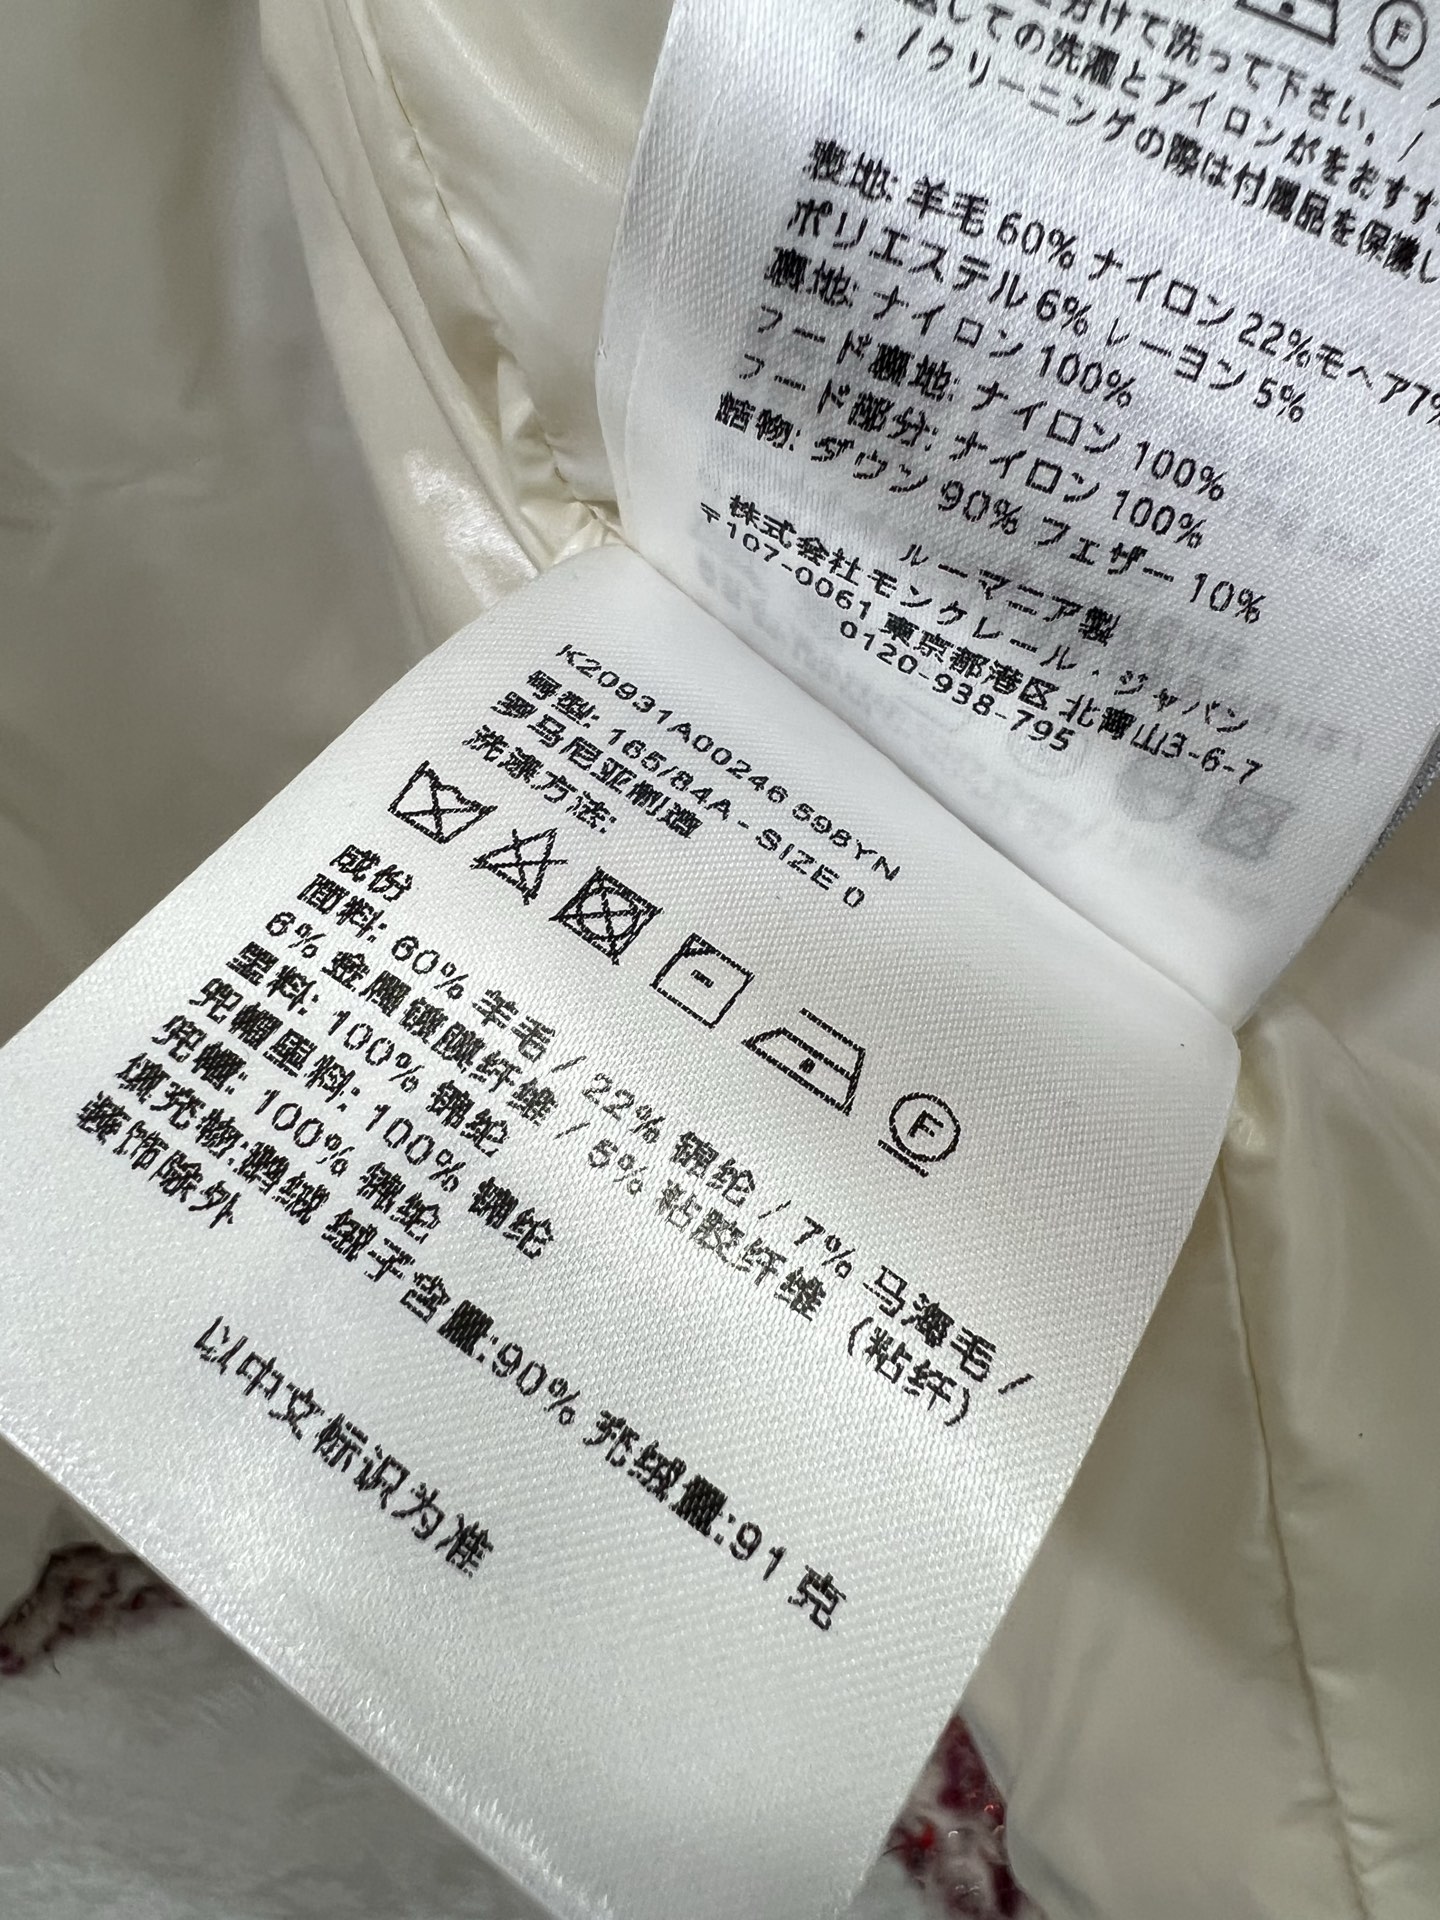 分けて洗って下さい。/
しての洗濯とアイロンがをおすす
. /クリーニングの際は付属品を保護し
表地: 羊毛 60% ナイロン 22%モヘア7%
ポリエステル 6% レーヨン 5%
裏地: ナイロン 100%
フード裏地: ナイロン 100%
フード部分: ナイロン 100%
詰物: ダウン 90% フェザー 10%
ルーマニア製
株式会社モンクレール・ジャパン
〒107-0061 東京都港区 北青山3-6-7
0120-938-795
K20931A00246 598YN
号型: 165/84A - SIZE 0
罗马尼亚制造
洗涤方法:
F
成份
面料: 60% 羊毛 / 22% 锦纶 / 7% 马海毛 /
6% 金属镀膜纤维 / 5% 粘胶纤维 (粘纤)
里料: 100% 锦纶
兜帽里料: 100% 锦纶
兜帽: 100% 锦纶
填充物:鹅绒 绒子含量:90% 充绒量:91 克
装饰除外
以中文标识为准